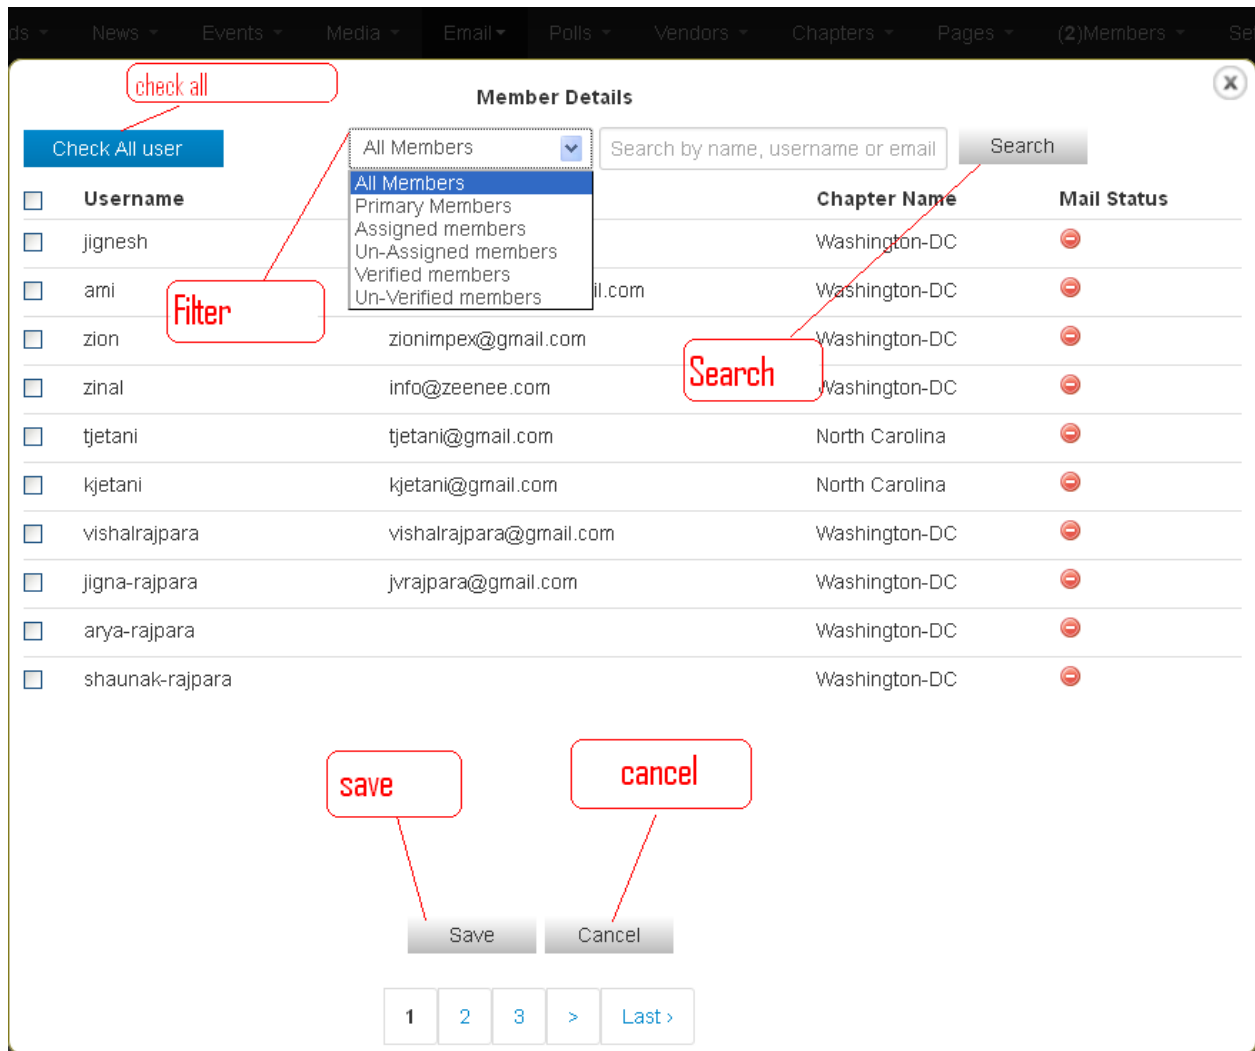 ds News Events Media Email Polls Vendors Chapters Pages (2)Members Se
check all
Member Details
x
Check All user All Members Search by name, username or email Search
All Members
Primary Members
Assigned members
Un-Assigned members
Verified members
Un-Verified members
Username Chapter Name Mail Status
jignesh Washington-DC
ami il.com Washington-DC
Filter
zion zionimpex@gmail.com Washington-DC
Search
zinal info@zeenee.com Washington-DC
tjetani tjetani@gmail.com North Carolina
kjetani kjetani@gmail.com North Carolina
vishalrajpara vishalrajpara@gmail.com Washington-DC
jigna-rajpara jvrajpara@gmail.com Washington-DC
arya-rajpara Washington-DC
shaunak-rajpara Washington-DC
save cancel
Save Cancel
1 2 3 > Last ›